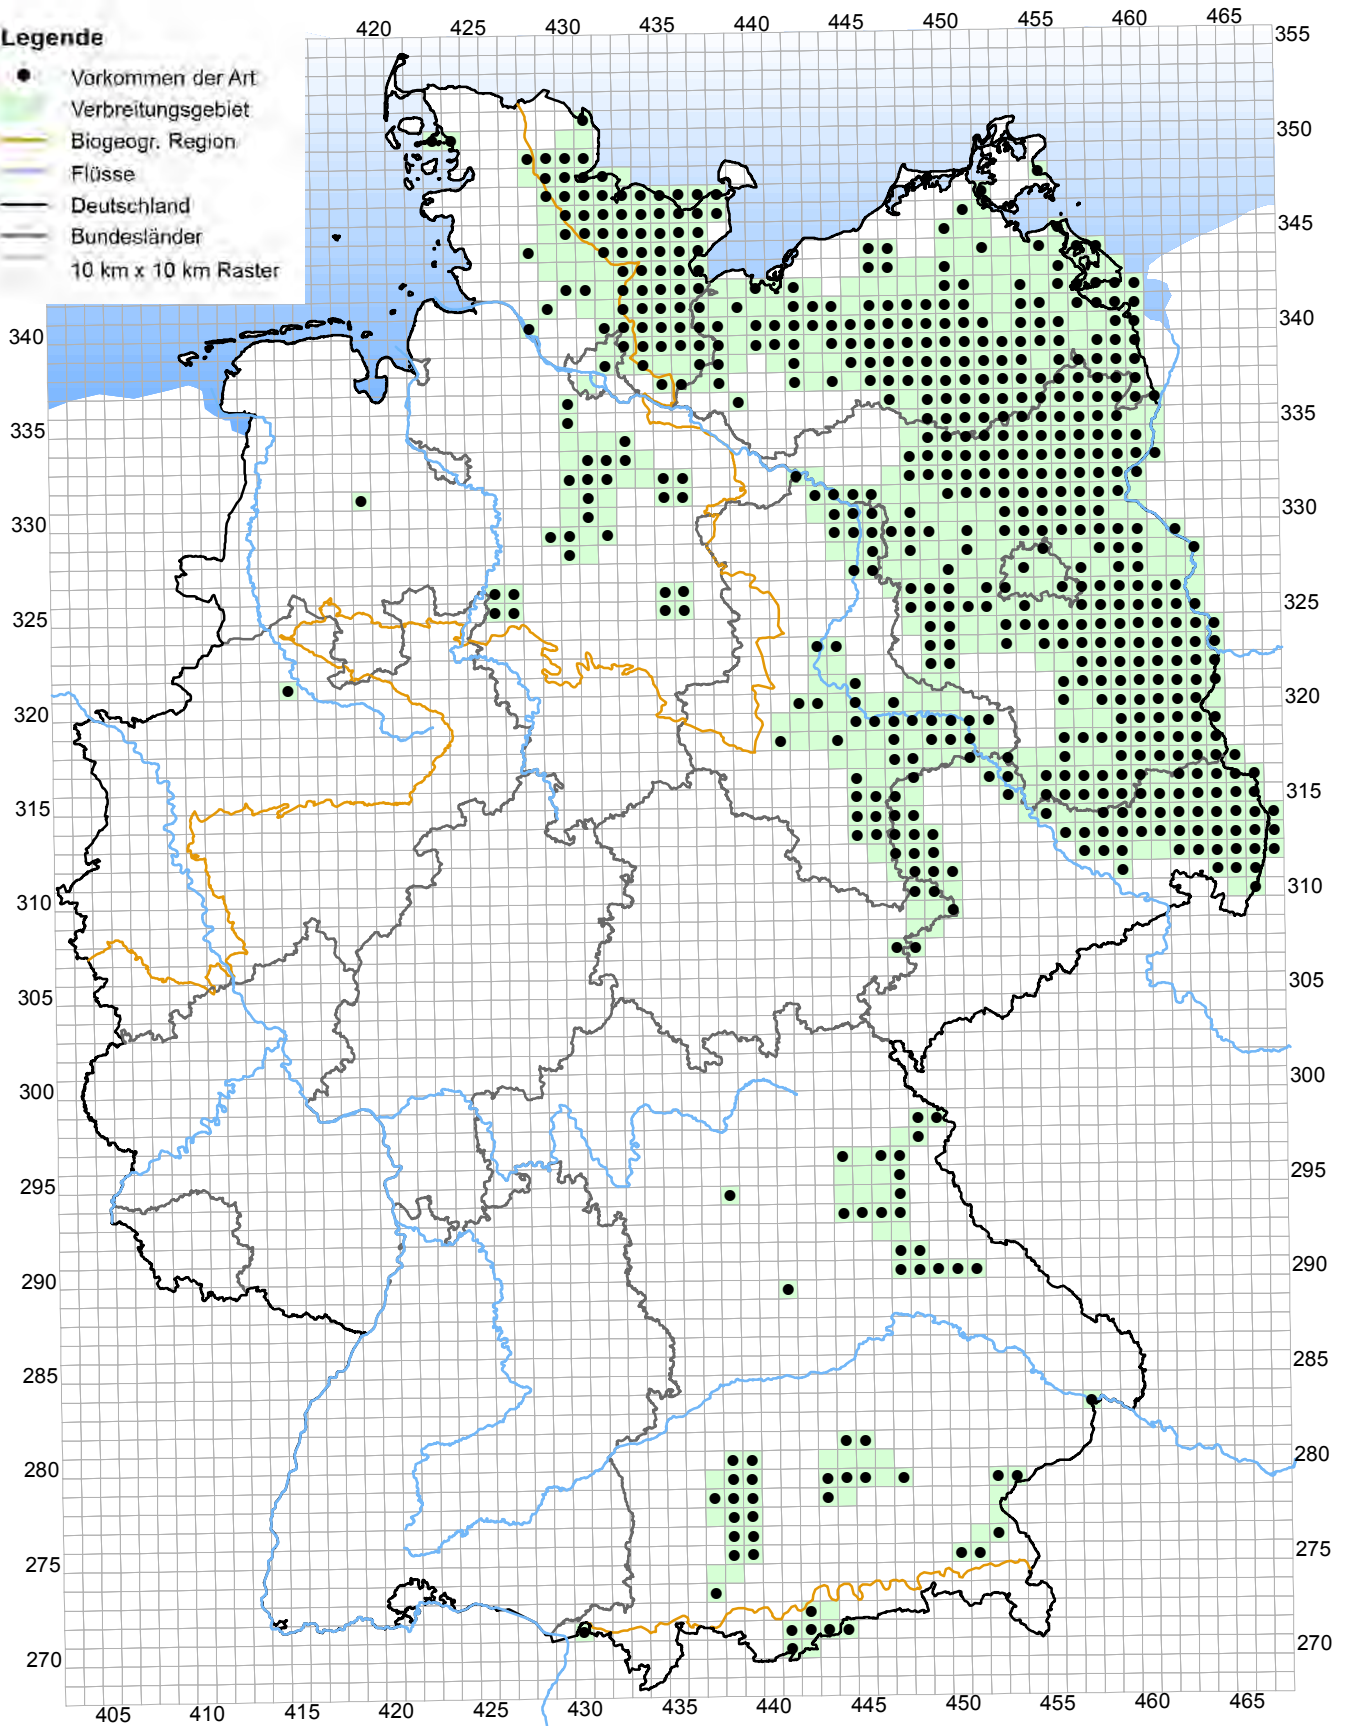 420 425 430 435 440 445 450 455 460 465
Legende
Vorkommen der Art
Verbreitungsgebiet
Biogeogr. Region
Flüsse
Deutschland
Bundesländer
10 km x 10 km Raster
355
350
345
340 340
335 335
330 330
325 325
320 320
315 315
310 310
305 305
300 300
295 295
290 290
285 285
280 280
275 275
270 270
405 410 415 420 425 430 435 440 445 450 455 460 465